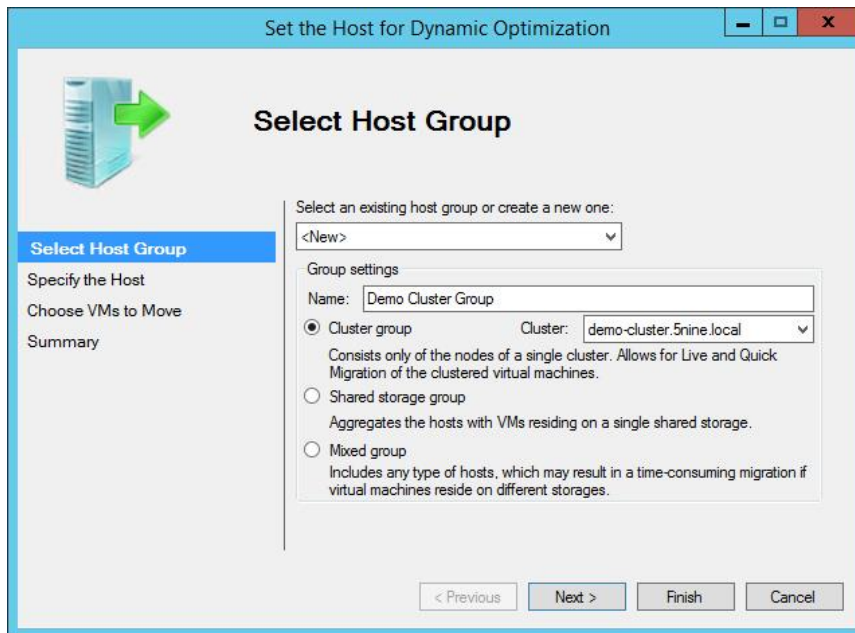 Set the Host for Dynamic Optimization
Select Host Group
Select Host Group
Specify the Host
Choose VMs to Move
Summary
Select an existing host group or create a new one:
<New>
Group settings
Name: Demo Cluster Group
Cluster group Cluster: demo-cluster.5nine.local
Consists only of the nodes of a single cluster. Allows for Live and Quick
Migration of the clustered virtual machines.
Shared storage group
Aggregates the hosts with VMs residing on a single shared storage.
Mixed group
Includes any type of hosts, which may result in a time-consuming migration if
virtual machines reside on different storages.
< Previous Next > Finish Cancel